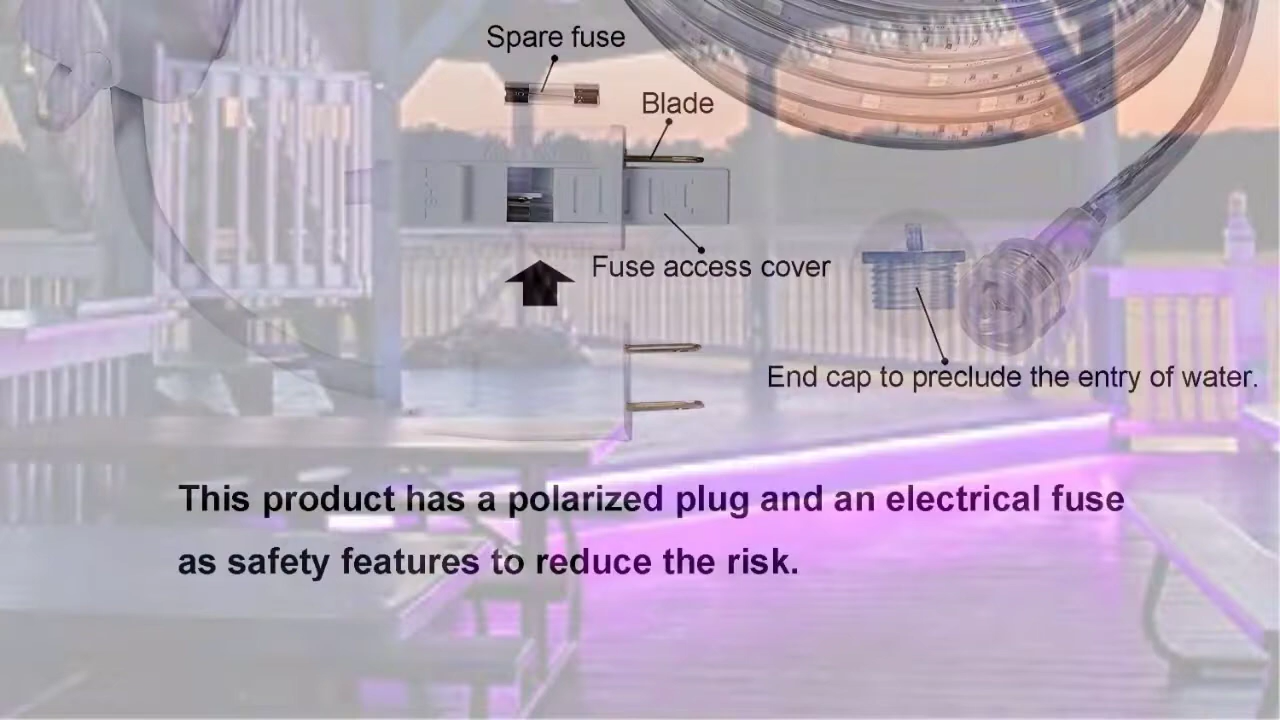 Spare fuse
Blade
Fuse access cover
End cap to preclude the entry of water.
This product has a polarized plug and an electrical fuse
as safety features to reduce the risk.